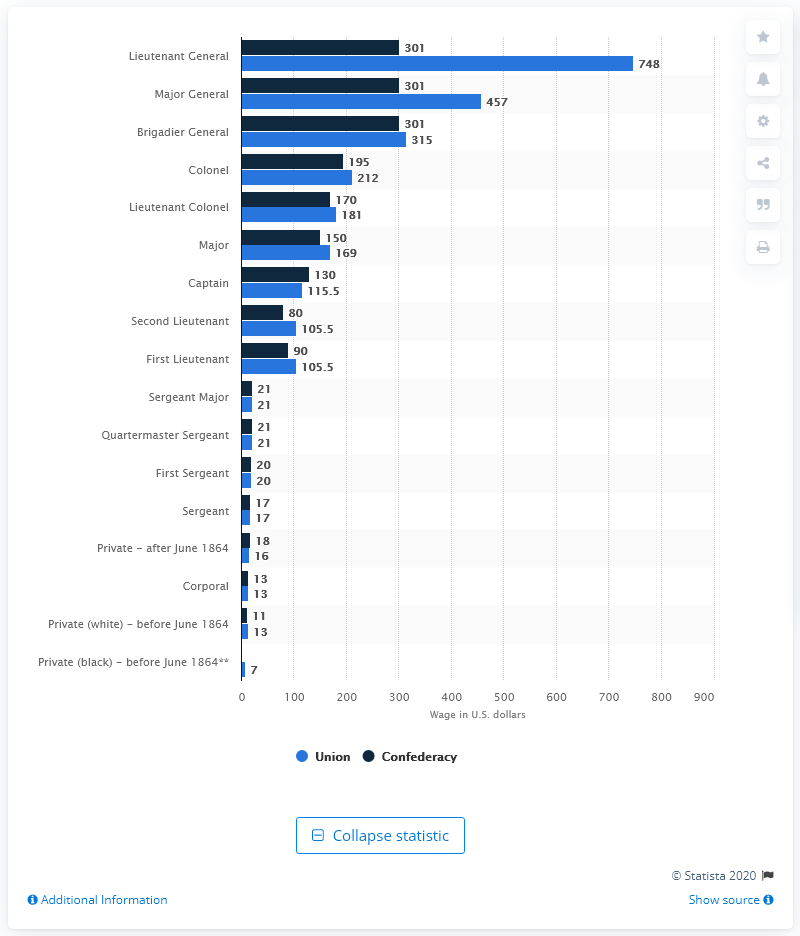 Lieutenant General
301
748
Major General
301
457
Brigadier General
301
315
Colonel
195
212
Lieutenant Colonel
170
181
Major
150
169
Captain
130
115.5
Second Lieutenant
80
105.5
First Lieutenant
90
105.5
Sergeant Major
21
21
Quartermaster Sergeant
21
21
First Sergeant
20
20
Sergeant
17
17
Private - after June 1864
18
16
Corporal
13
13
Private (white) - before June 1864
11
13
Private (black) - before June 1864**
7
0 100 200 300 400 500 600 700 800 900
Wage in U.S. dollars
Union Confederacy
Collapse statistic
© Statista 2020
Additional Information
Show source